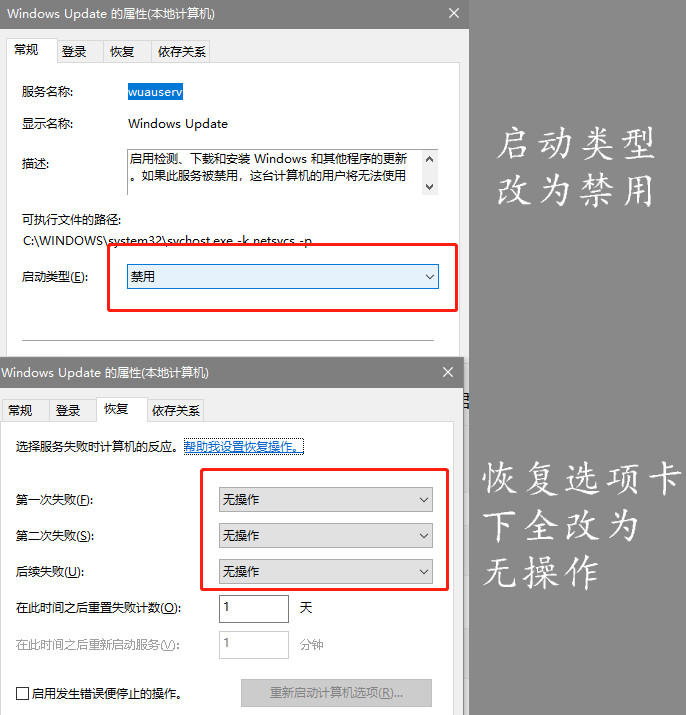 Windows Update 的属性(本地计算机)
常规 登录 恢复 依存关系
服务名称: wuauserv
显示名称: Windows Update
描述: 启用检测、下载和安装 Windows 和其他程序的更新
。如果此服务被禁用，这台计算机的用户将无法使用
可执行文件的路径:
C:\WINDOWS\system32\svchost.exe -k netsvcs -p
启动类型(E): 禁用
启动类型
改为禁用
Windows Update 的属性(本地计算机)
常规 登录 恢复 依存关系
选择服务失败时计算机的反应。帮助我设置恢复操作。
第一次失败(F): 无操作
第二次失败(S): 无操作
后续失败(U): 无操作
在此时间之后重置失败计数(O): 1 天
在此时间之后重新启动服务(V): 1 分钟
启用发生错误便停止的操作。
重新启动计算机选项(R)...
恢复选项卡
下全改为
无操作